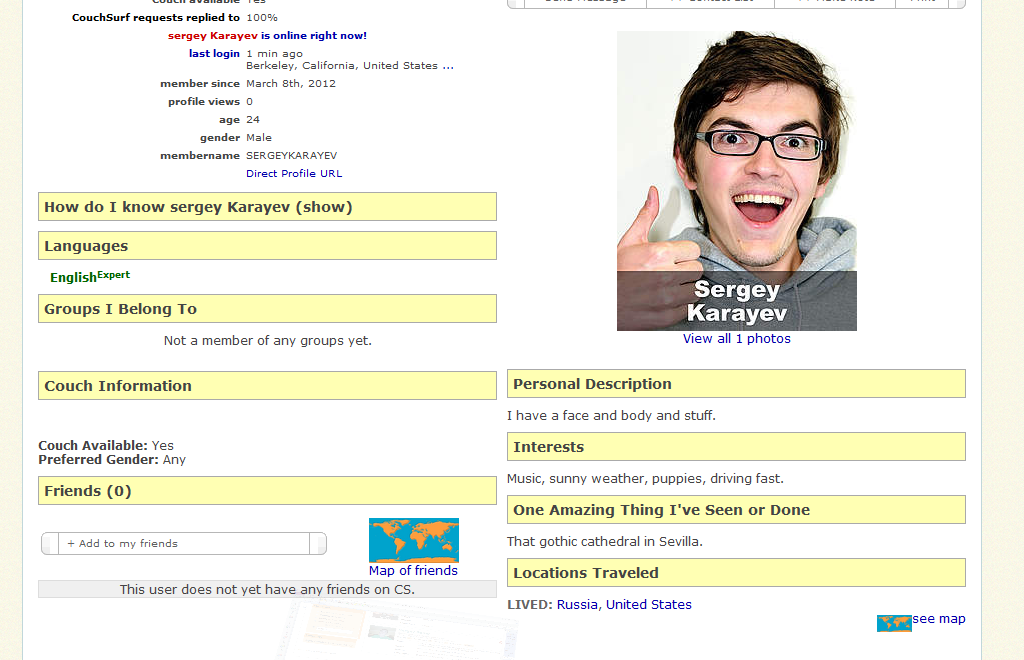 Couch available Yes
CouchSurf requests replied to 100%
sergey Karayev is online right now!
last login 1 min ago
Berkeley, California, United States ...
member since March 8th, 2012
profile views 0
age 24
gender Male
membername SERGEYKARAYEV
Direct Profile URL
How do I know sergey Karayev (show)
Languages
EnglishExpert
Groups I Belong To
Not a member of any groups yet.
Couch Information
Couch Available: Yes
Preferred Gender: Any
Friends (0)
+ Add to my friends
Map of friends
This user does not yet have any friends on CS.
Sergey
Karayev
View all 1 photos
Personal Description
I have a face and body and stuff.
Interests
Music, sunny weather, puppies, driving fast.
One Amazing Thing I've Seen or Done
That gothic cathedral in Sevilla.
Locations Traveled
LIVED: Russia, United States
see map